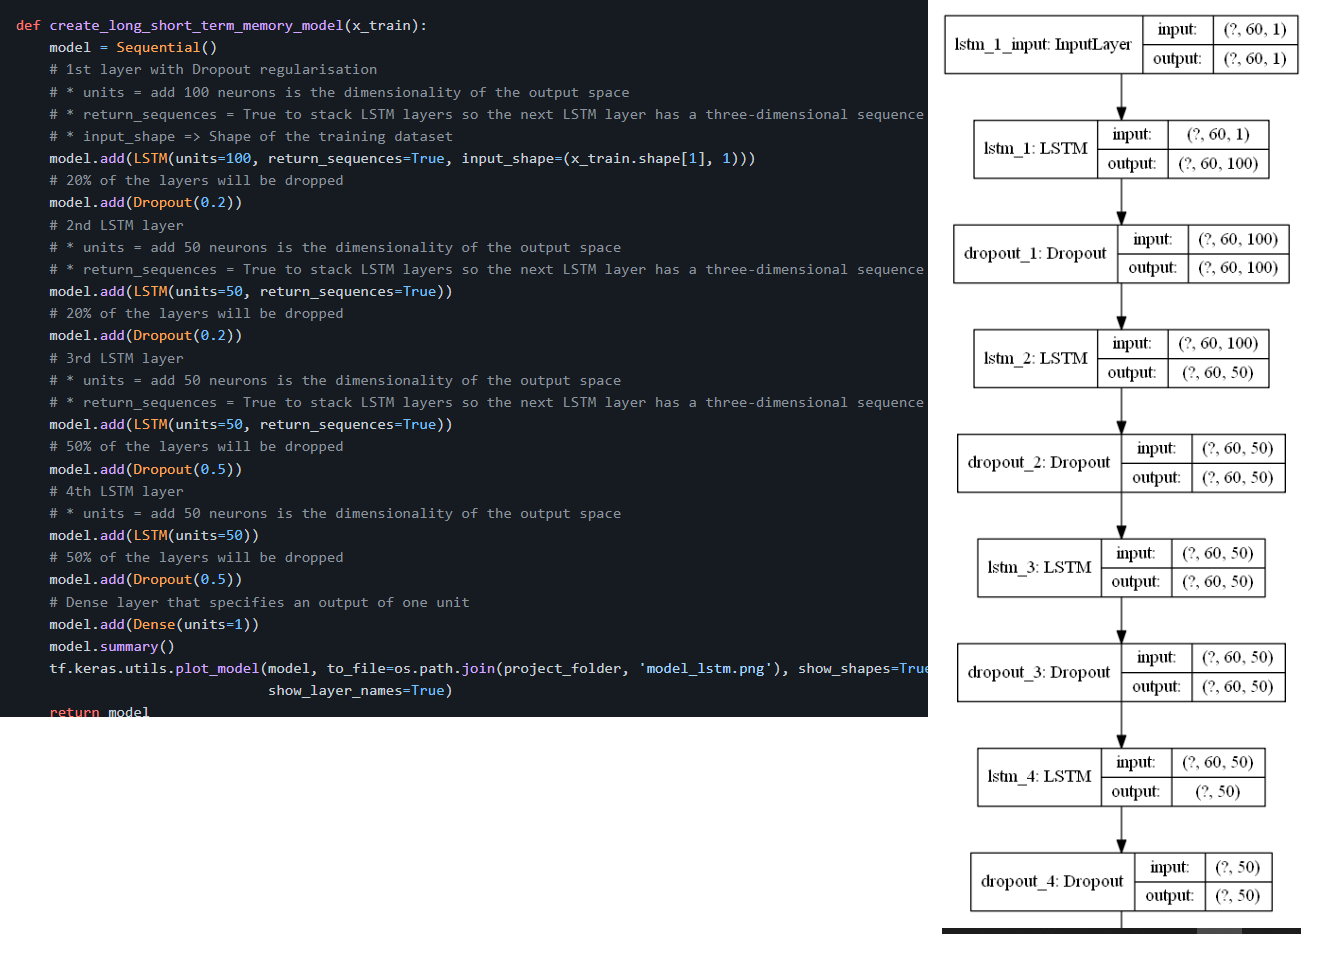 def create_long_short_term_memory_model(x_train):
    model = Sequential()
    # 1st layer with Dropout regularisation
    # * units = add 100 neurons is the dimensionality of the output space
    # * return_sequences = True to stack LSTM layers so the next LSTM layer has a three-dimensional sequence
    # * input_shape => Shape of the training dataset
    model.add(LSTM(units=100, return_sequences=True, input_shape=(x_train.shape[1], 1)))
    # 20% of the layers will be dropped
    model.add(Dropout(0.2))
    # 2nd LSTM layer
    # * units = add 50 neurons is the dimensionality of the output space
    # * return_sequences = True to stack LSTM layers so the next LSTM layer has a three-dimensional sequence
    model.add(LSTM(units=50, return_sequences=True))
    # 20% of the layers will be dropped
    model.add(Dropout(0.2))
    # 3rd LSTM layer
    # * units = add 50 neurons is the dimensionality of the output space
    # * return_sequences = True to stack LSTM layers so the next LSTM layer has a three-dimensional sequence
    model.add(LSTM(units=50, return_sequences=True))
    # 50% of the layers will be dropped
    model.add(Dropout(0.5))
    # 4th LSTM layer
    # * units = add 50 neurons is the dimensionality of the output space
    model.add(LSTM(units=50))
    # 50% of the layers will be dropped
    model.add(Dropout(0.5))
    # Dense layer that specifies an output of one unit
    model.add(Dense(units=1))
    model.summary()
    tf.keras.utils.plot_model(model, to_file=os.path.join(project_folder, 'model_lstm.png'), show_shapes=True
                              show_layer_names=True)
    return model
lstm_1_input: InputLayer
input: (?, 60, 1)
output: (?, 60, 1)
lstm_1: LSTM
input: (?, 60, 1)
output: (?, 60, 100)
dropout_1: Dropout
input: (?, 60, 100)
output: (?, 60, 100)
lstm_2: LSTM
input: (?, 60, 100)
output: (?, 60, 50)
dropout_2: Dropout
input: (?, 60, 50)
output: (?, 60, 50)
lstm_3: LSTM
input: (?, 60, 50)
output: (?, 60, 50)
dropout_3: Dropout
input: (?, 60, 50)
output: (?, 60, 50)
lstm_4: LSTM
input: (?, 60, 50)
output: (?, 50)
dropout_4: Dropout
input: (?, 50)
output: (?, 50)